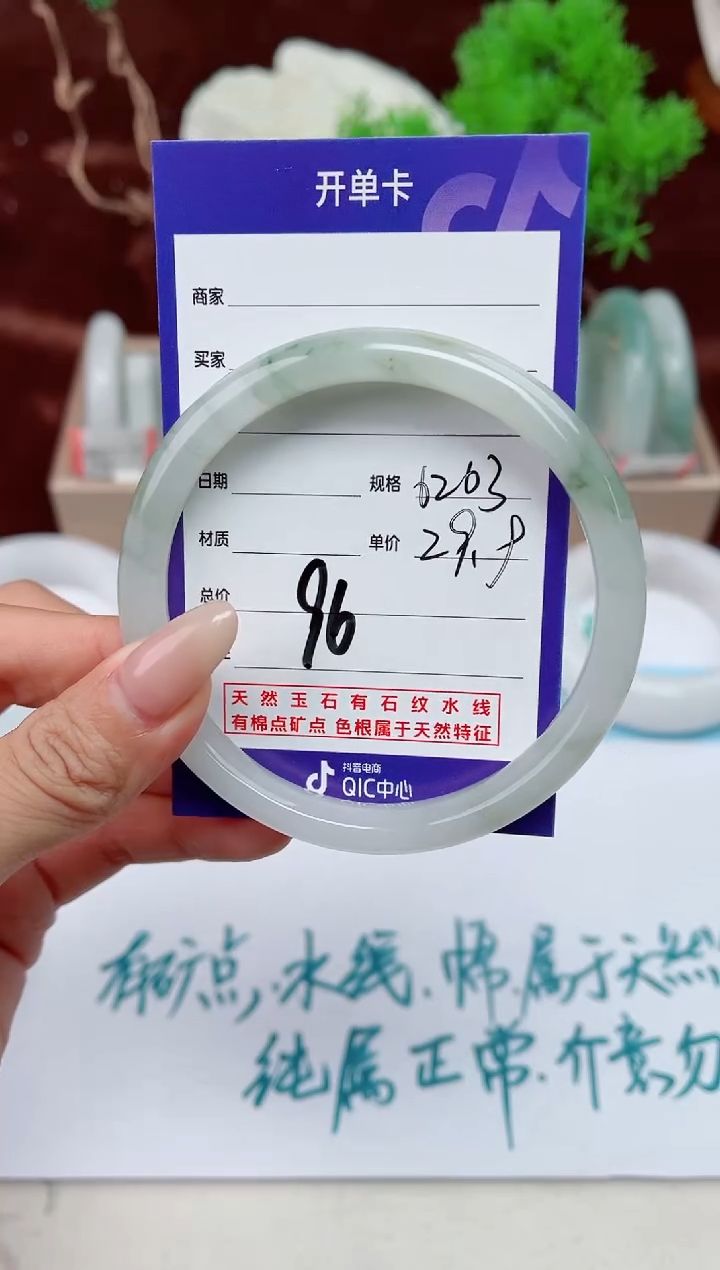 开单卡
商家
买家
日期
规格 6263
材质
单价 29.9
总价
96
天然玉石有石纹水线
有棉点矿点 色根属于天然特征
抖音电商
QIC中心
有矿点,水线.棉.属于天然
纯属正常.介意勿